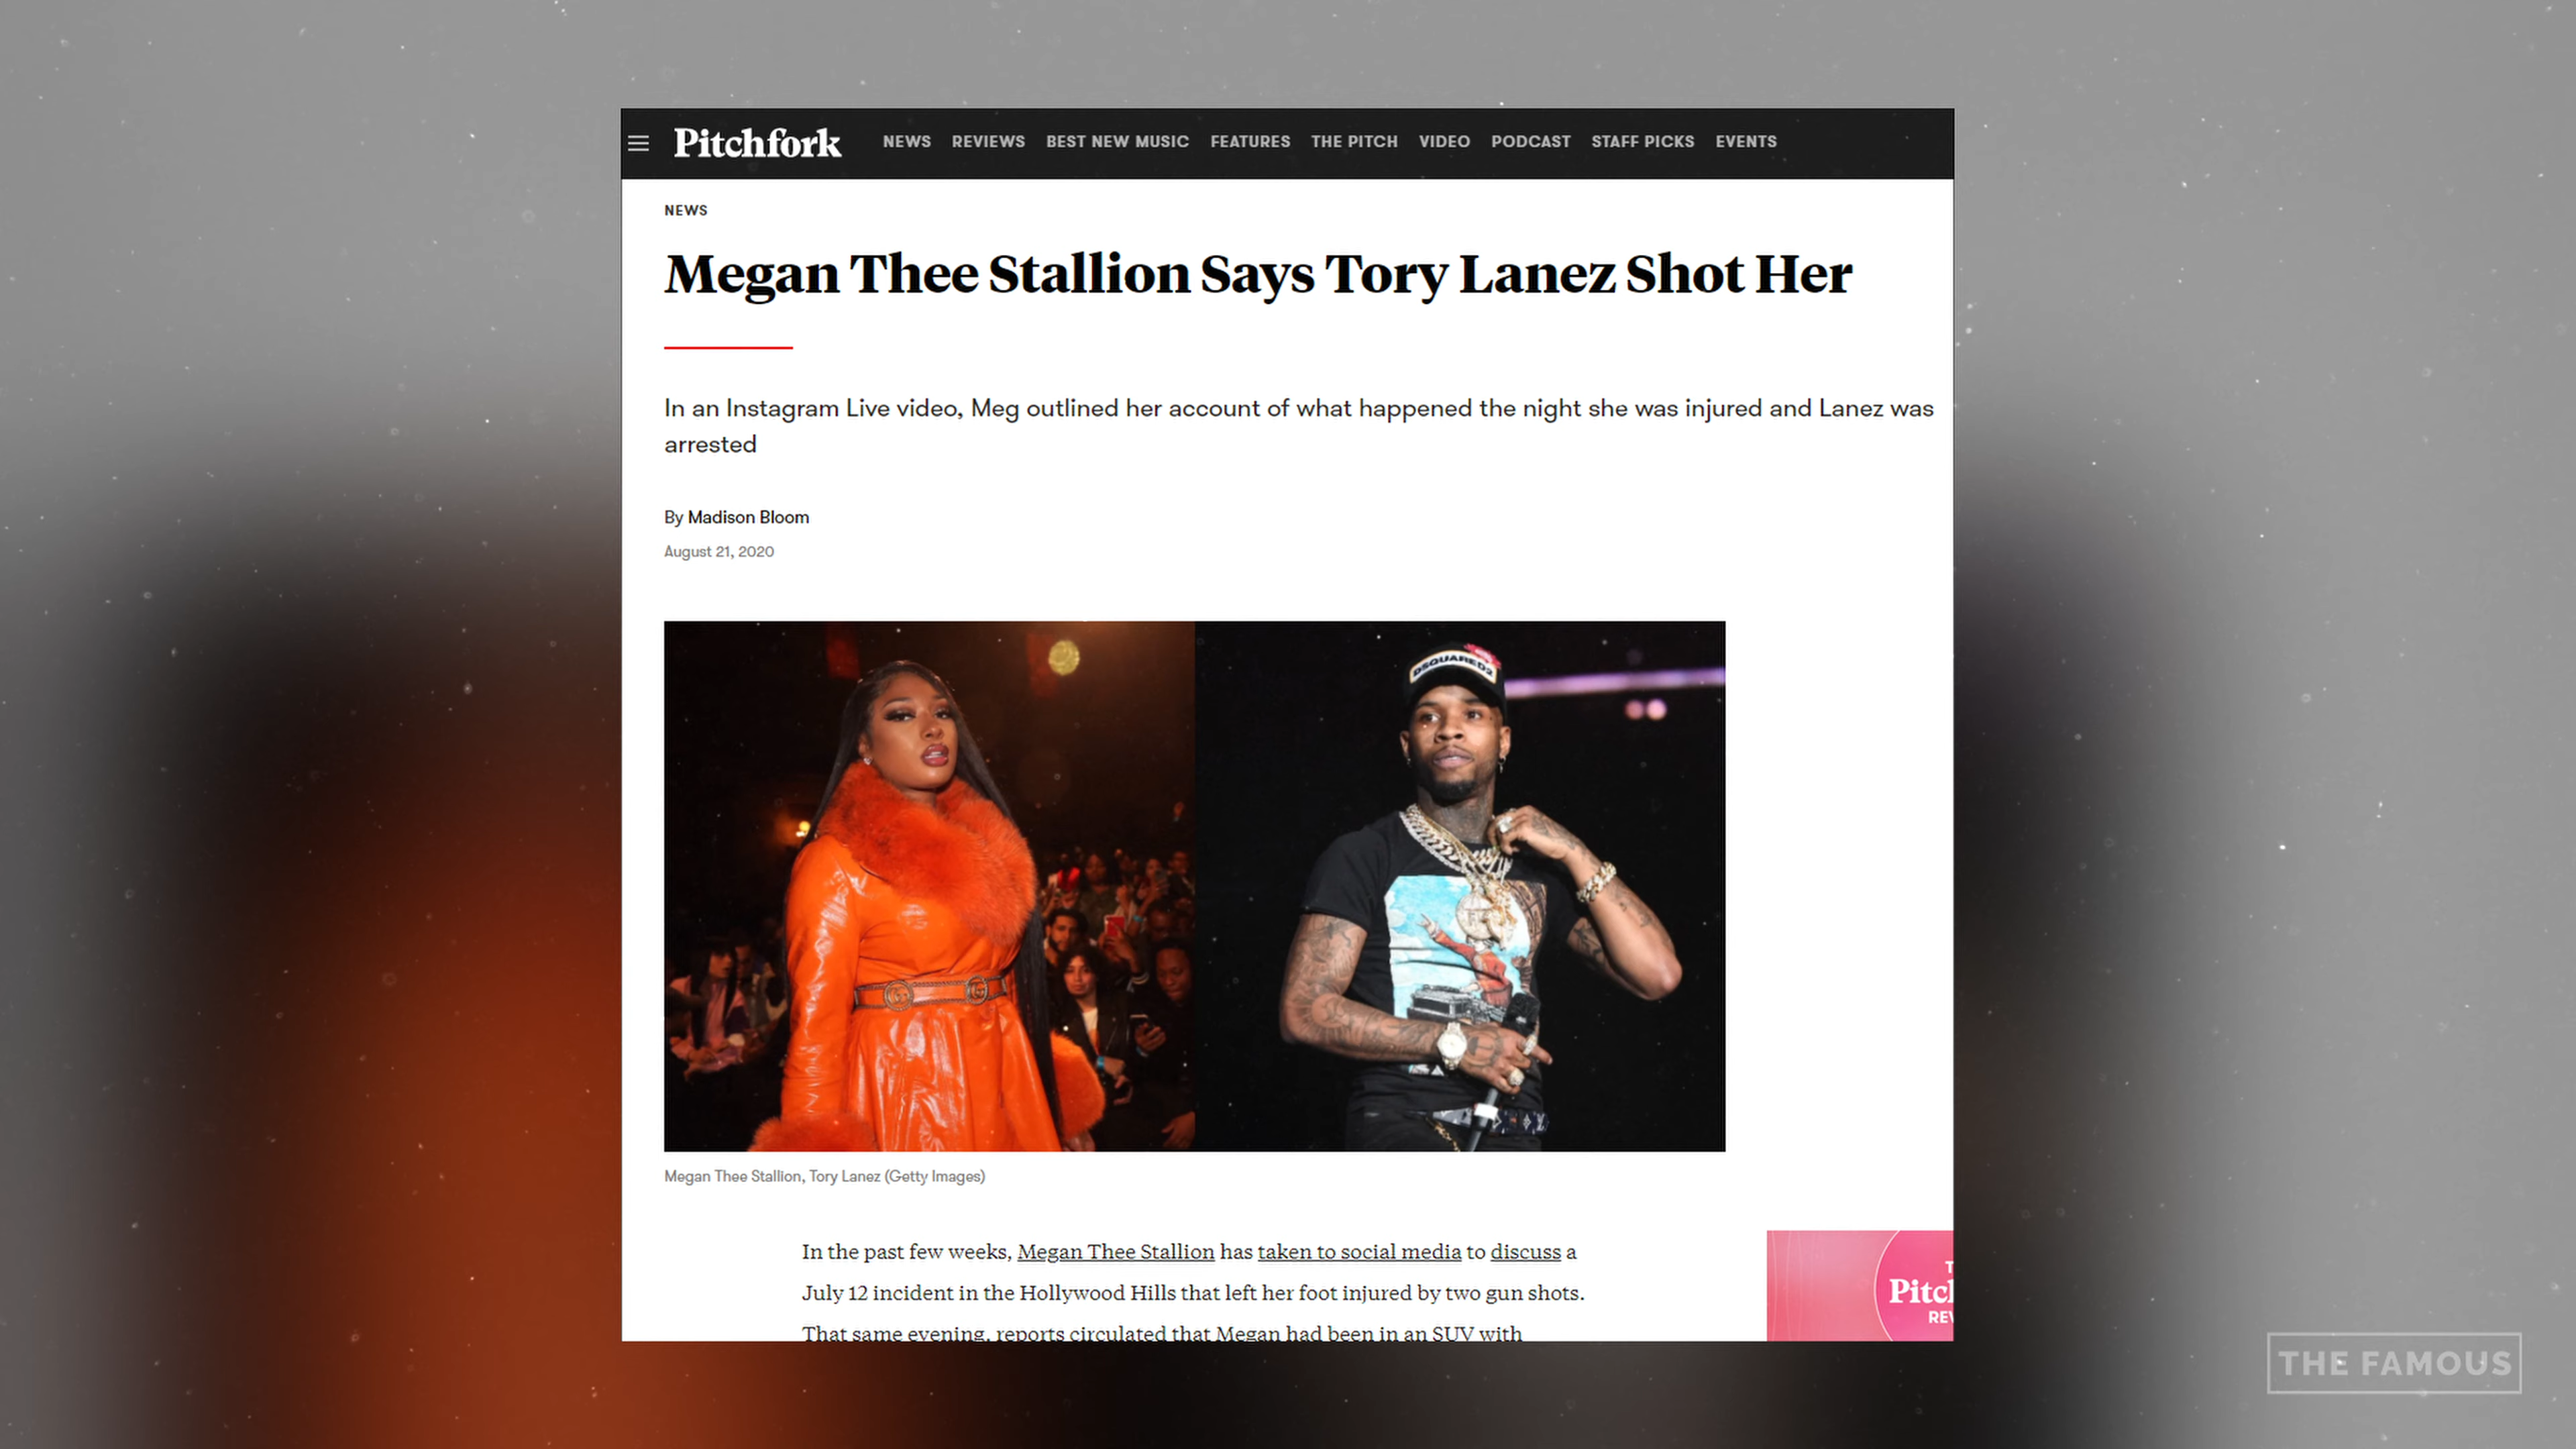 Pitchfork
NEWS REVIEWS BEST NEW MUSIC FEATURES THE PITCH VIDEO PODCAST STAFF PICKS EVENTS
NEWS
Megan Thee Stallion Says Tory Lanez Shot Her
In an Instagram Live video, Meg outlined her account of what happened the night she was injured and Lanez was
arrested
By Madison Bloom
August 21, 2020
DSQUARED2
Megan Thee Stallion, Tory Lanez (Getty Images)
In the past few weeks, Megan Thee Stallion has taken to social media to discuss a
July 12 incident in the Hollywood Hills that left her foot injured by two gun shots.
That same evening, reports circulated that Megan had been in an SUV with
THE FAMOUS